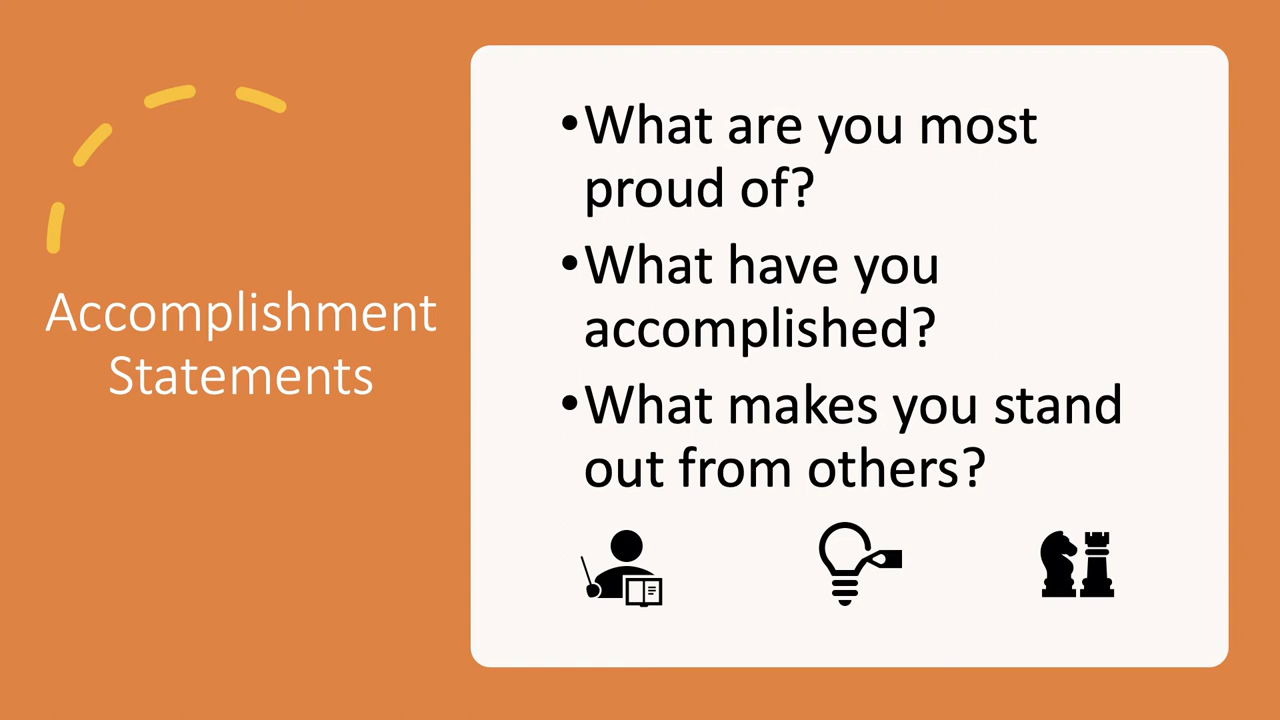 Accomplishment
Statements
•What are you most
proud of?
•What have you
accomplished?
•What makes you stand
out from others?